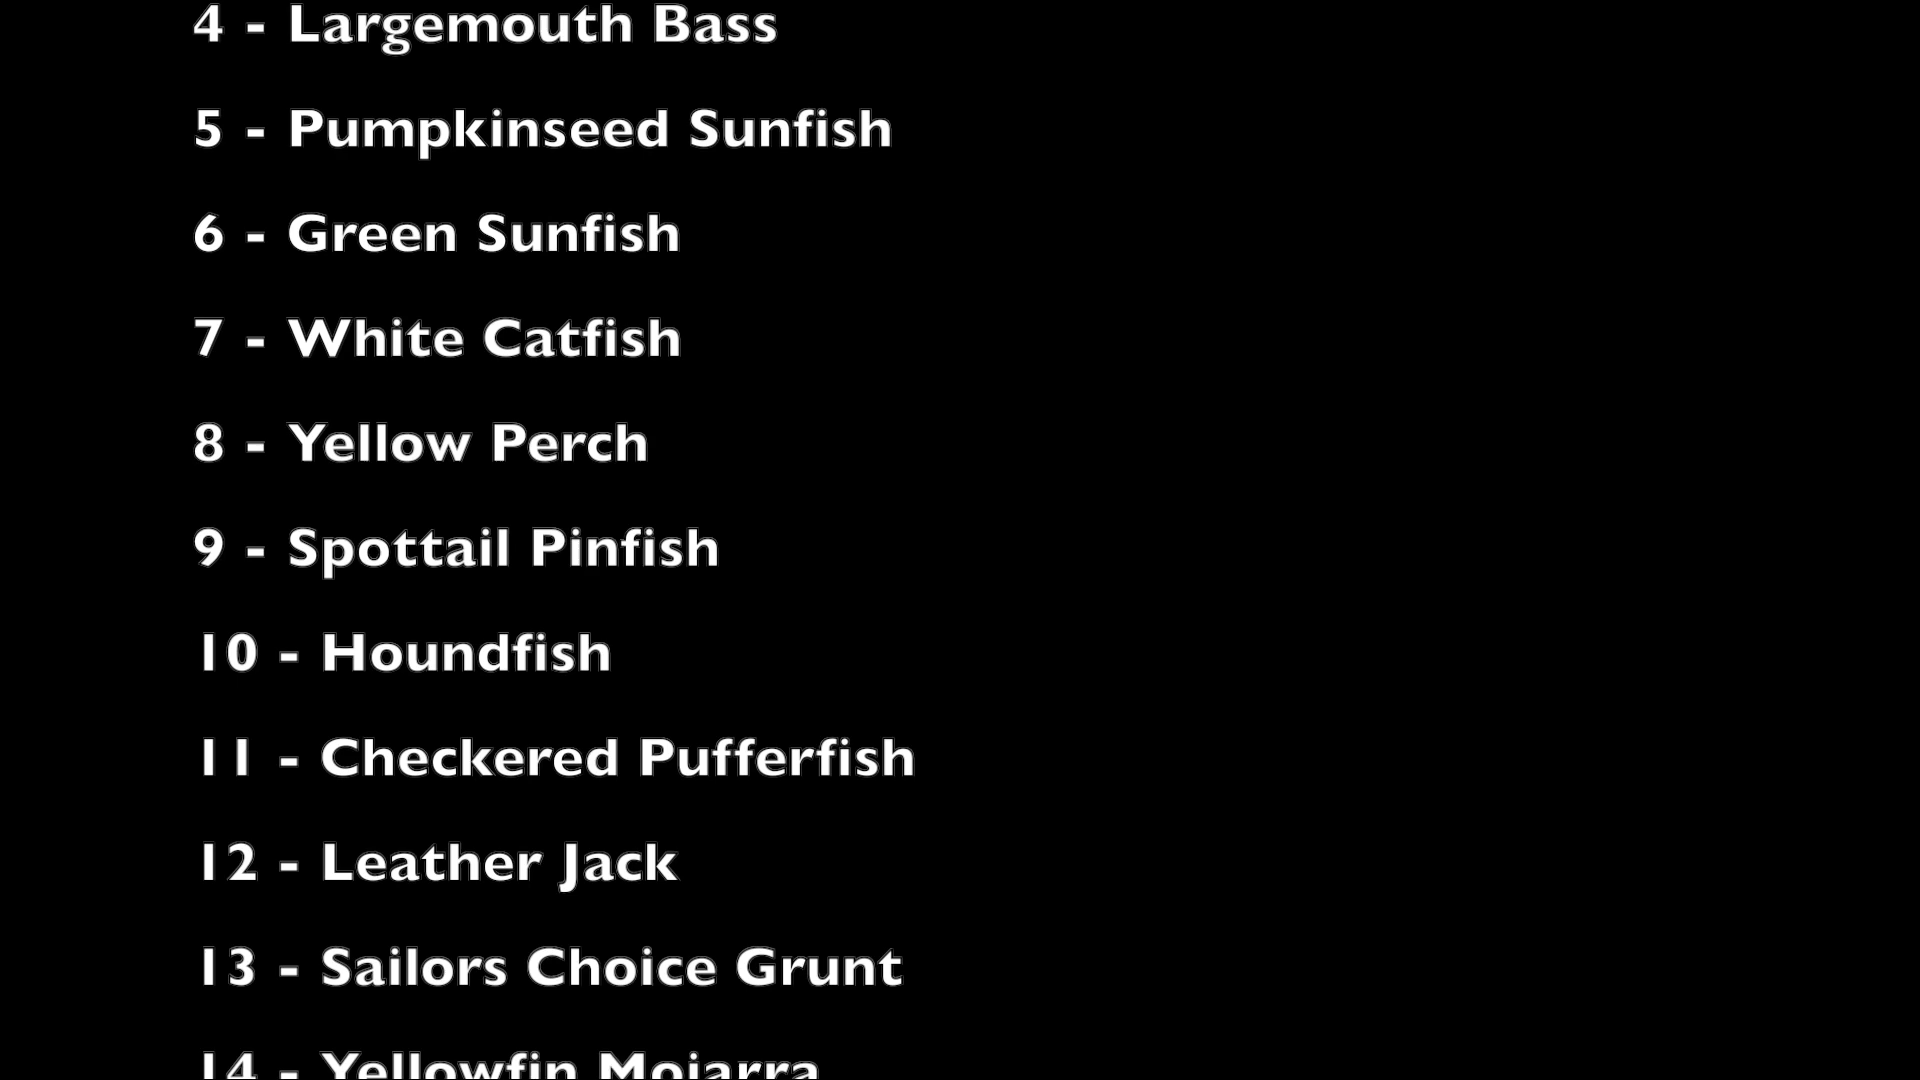 4 - Largemouth Bass
5 - Pumpkinseed Sunfish
6 - Green Sunfish
7 - White Catfish
8 - Yellow Perch
9 - Spottail Pinfish
10 - Houndfish
11 - Checkered Pufferfish
12 - Leather Jack
13 - Sailors Choice Grunt
14 - Yellowfin Mojarra